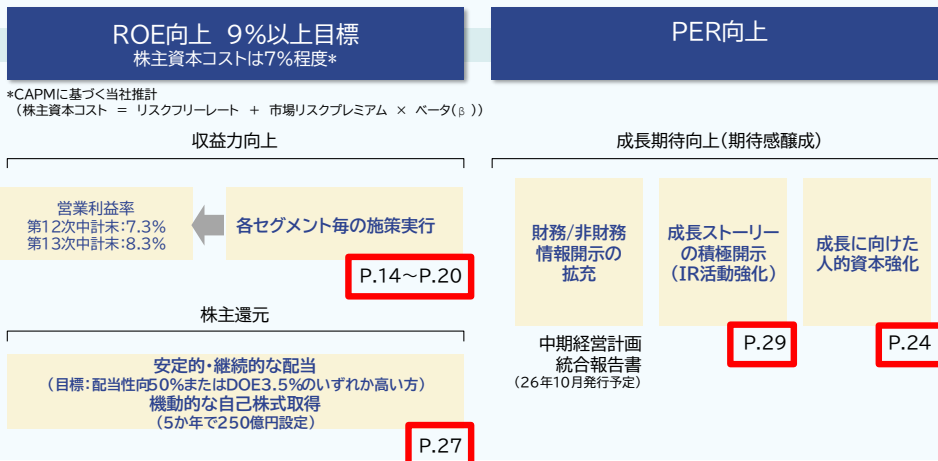 ROE向上 9%以上目標
株主資本コストは7%程度*
PER向上
*CAPMに基づく当社推計
(株主資本コスト = リスクフリーレート + 市場リスクプレミアム × ベータ(β))
収益力向上
営業利益率
第12次中計末:7.3%
第13次中計末:8.3%
各セグメント毎の施策実行
P.14~P.20
株主還元
安定的・継続的な配当
(目標:配当性向50%またはDOE3.5%のいずれか高い方)
機動的な自己株式取得
(5か年で250億円設定)
P.27
成長期待向上(期待感醸成)
財務/非財務
情報開示の
拡充
中期経営計画
統合報告書
(26年10月発行予定)
成長ストーリー
の積極開示
(IR活動強化)
P.29
成長に向けた
人的資本強化
P.24